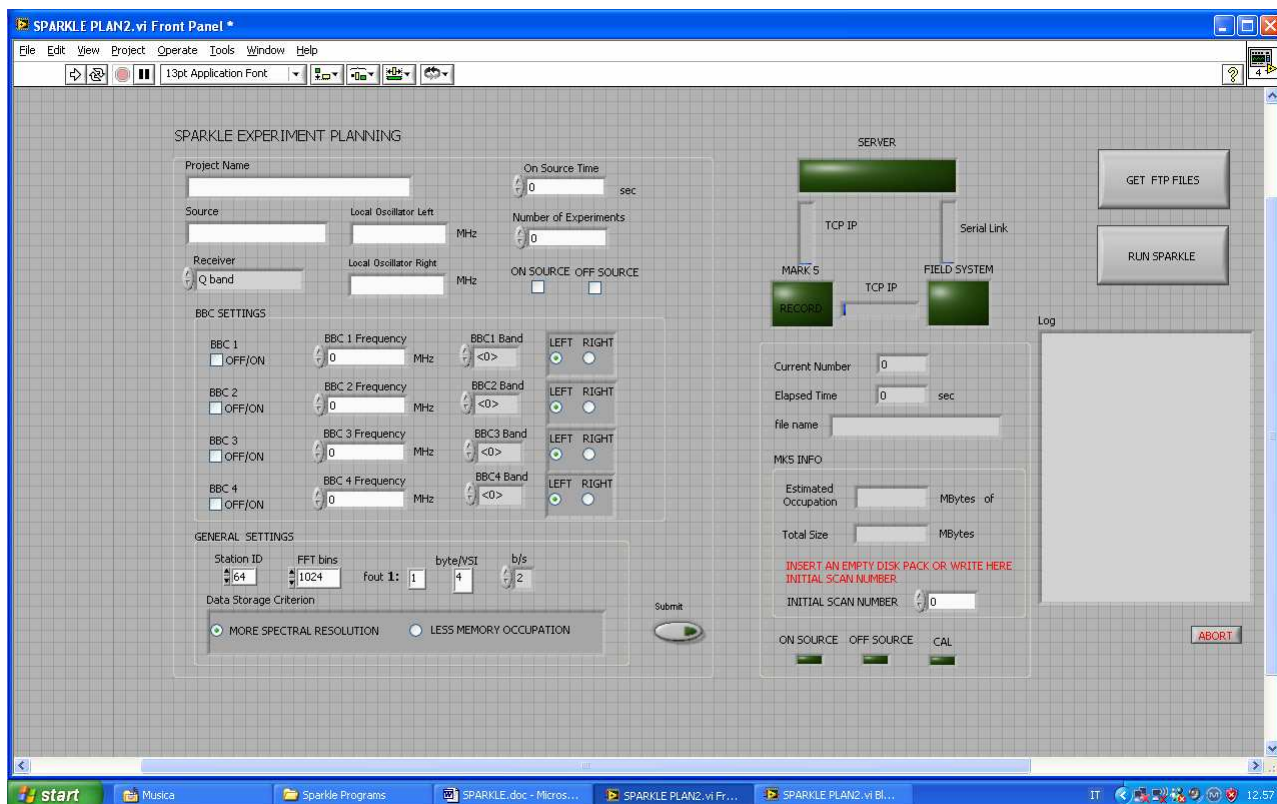 SPARKLE PLAN2.vi Front Panel *
File Edit View Project Operate Tools Window Help
13pt Application Font
4
SPARKLE EXPERIMENT PLANNING
Project Name
On Source Time
0 sec
Source
Local Oscillator Left
MHz
Number of Experiments
0
Receiver
Q band
Local Oscillator Right
MHz
ON SOURCE OFF SOURCE
BBC SETTINGS
BBC 1
OFF/ON
BBC 1 Frequency
0 MHz
BBC1 Band
<0>
LEFT RIGHT
BBC 2
OFF/ON
BBC 2 Frequency
0 MHz
BBC2 Band
<0>
LEFT RIGHT
BBC 3
OFF/ON
BBC 3 Frequency
0 MHz
BBC3 Band
<0>
LEFT RIGHT
BBC 4
OFF/ON
BBC 4 Frequency
0 MHz
BBC4 Band
<0>
LEFT RIGHT
GENERAL SETTINGS
Station ID
64
FFT bins
1024
fout 1: 1
byte/VSI
4
b/s
2
Data Storage Criterion
MORE SPECTRAL RESOLUTION LESS MEMORY OCCUPATION
Submit
SERVER
TCP IP
Serial Link
MARK 5
RECORD
TCP IP
FIELD SYSTEM
Current Number 0
Elapsed Time 0 sec
file name
MK5 INFO
Estimated
Occupation
MBytes of
Total Size MBytes
INSERT AN EMPTY DISK PACK OR WRITE HERE
INITIAL SCAN NUMBER
INITIAL SCAN NUMBER 0
ON SOURCE OFF SOURCE CAL
GET FTP FILES
RUN SPARKLE
Log
ABORT
start
Musica
Sparkle Programs
SPARKLE.doc - Micros...
SPARKLE PLAN2.vi Fr...
SPARKLE PLAN2.vi Bl...
IT
12.57